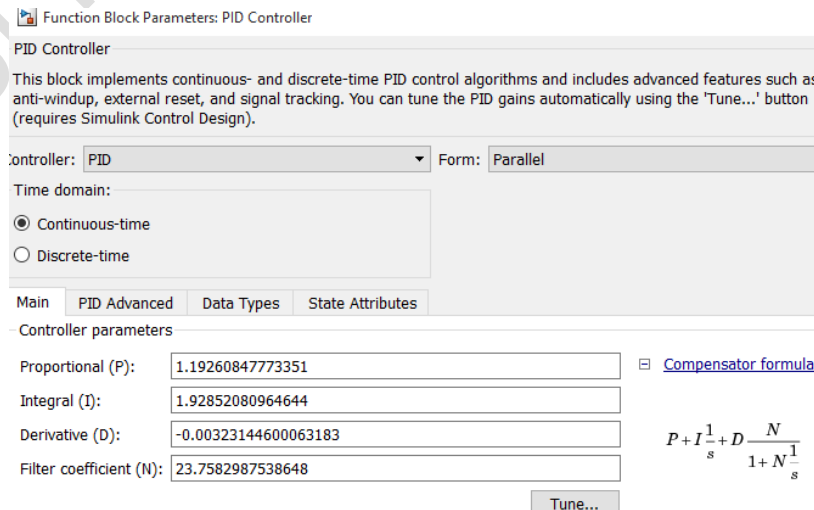 Function Block Parameters: PID Controller
PID Controller
This block implements continuous- and discrete-time PID control algorithms and includes advanced features such as
anti-windup, external reset, and signal tracking. You can tune the PID gains automatically using the 'Tune...' button
(requires Simulink Control Design).
Controller: PID Form: Parallel
Time domain:
Continuous-time
Discrete-time
Main PID Advanced Data Types State Attributes
Controller parameters
Proportional (P): 1.19260847773351 Compensator formula
Integral (I): 1.92852080964644
Derivative (D): -0.00323144600063183
P+I 1/s + D N/(1+N 1/s)
Filter coefficient (N): 23.7582987538648
Tune...